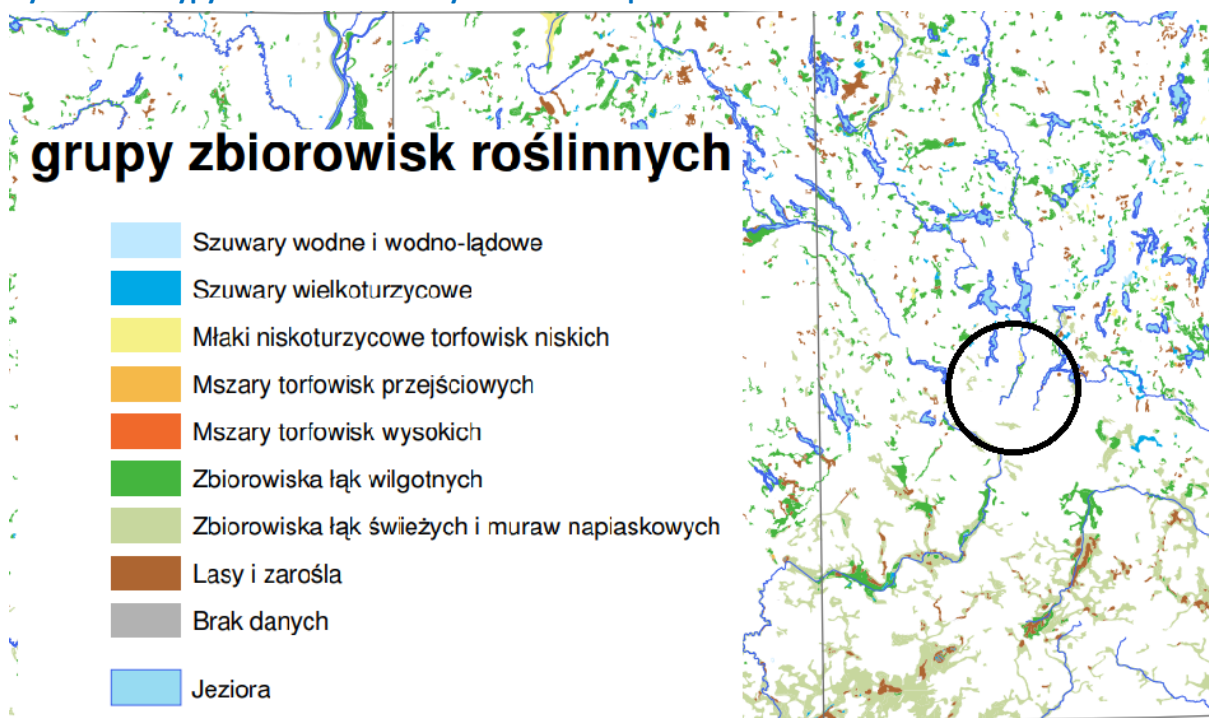 grupy zbiorowisk roślinnych
Szuwary wodne i wodno-lądowe
Szuwary wielkoturzycowe
Młaki niskoturzycowe torfowisk niskich
Mszary torfowisk przejściowych
Mszary torfowisk wysokich
Zbiorowiska łąk wilgotnych
Zbiorowiska łąk świeżych i muraw napiaskowych
Lasy i zarośla
Brak danych
Jeziora